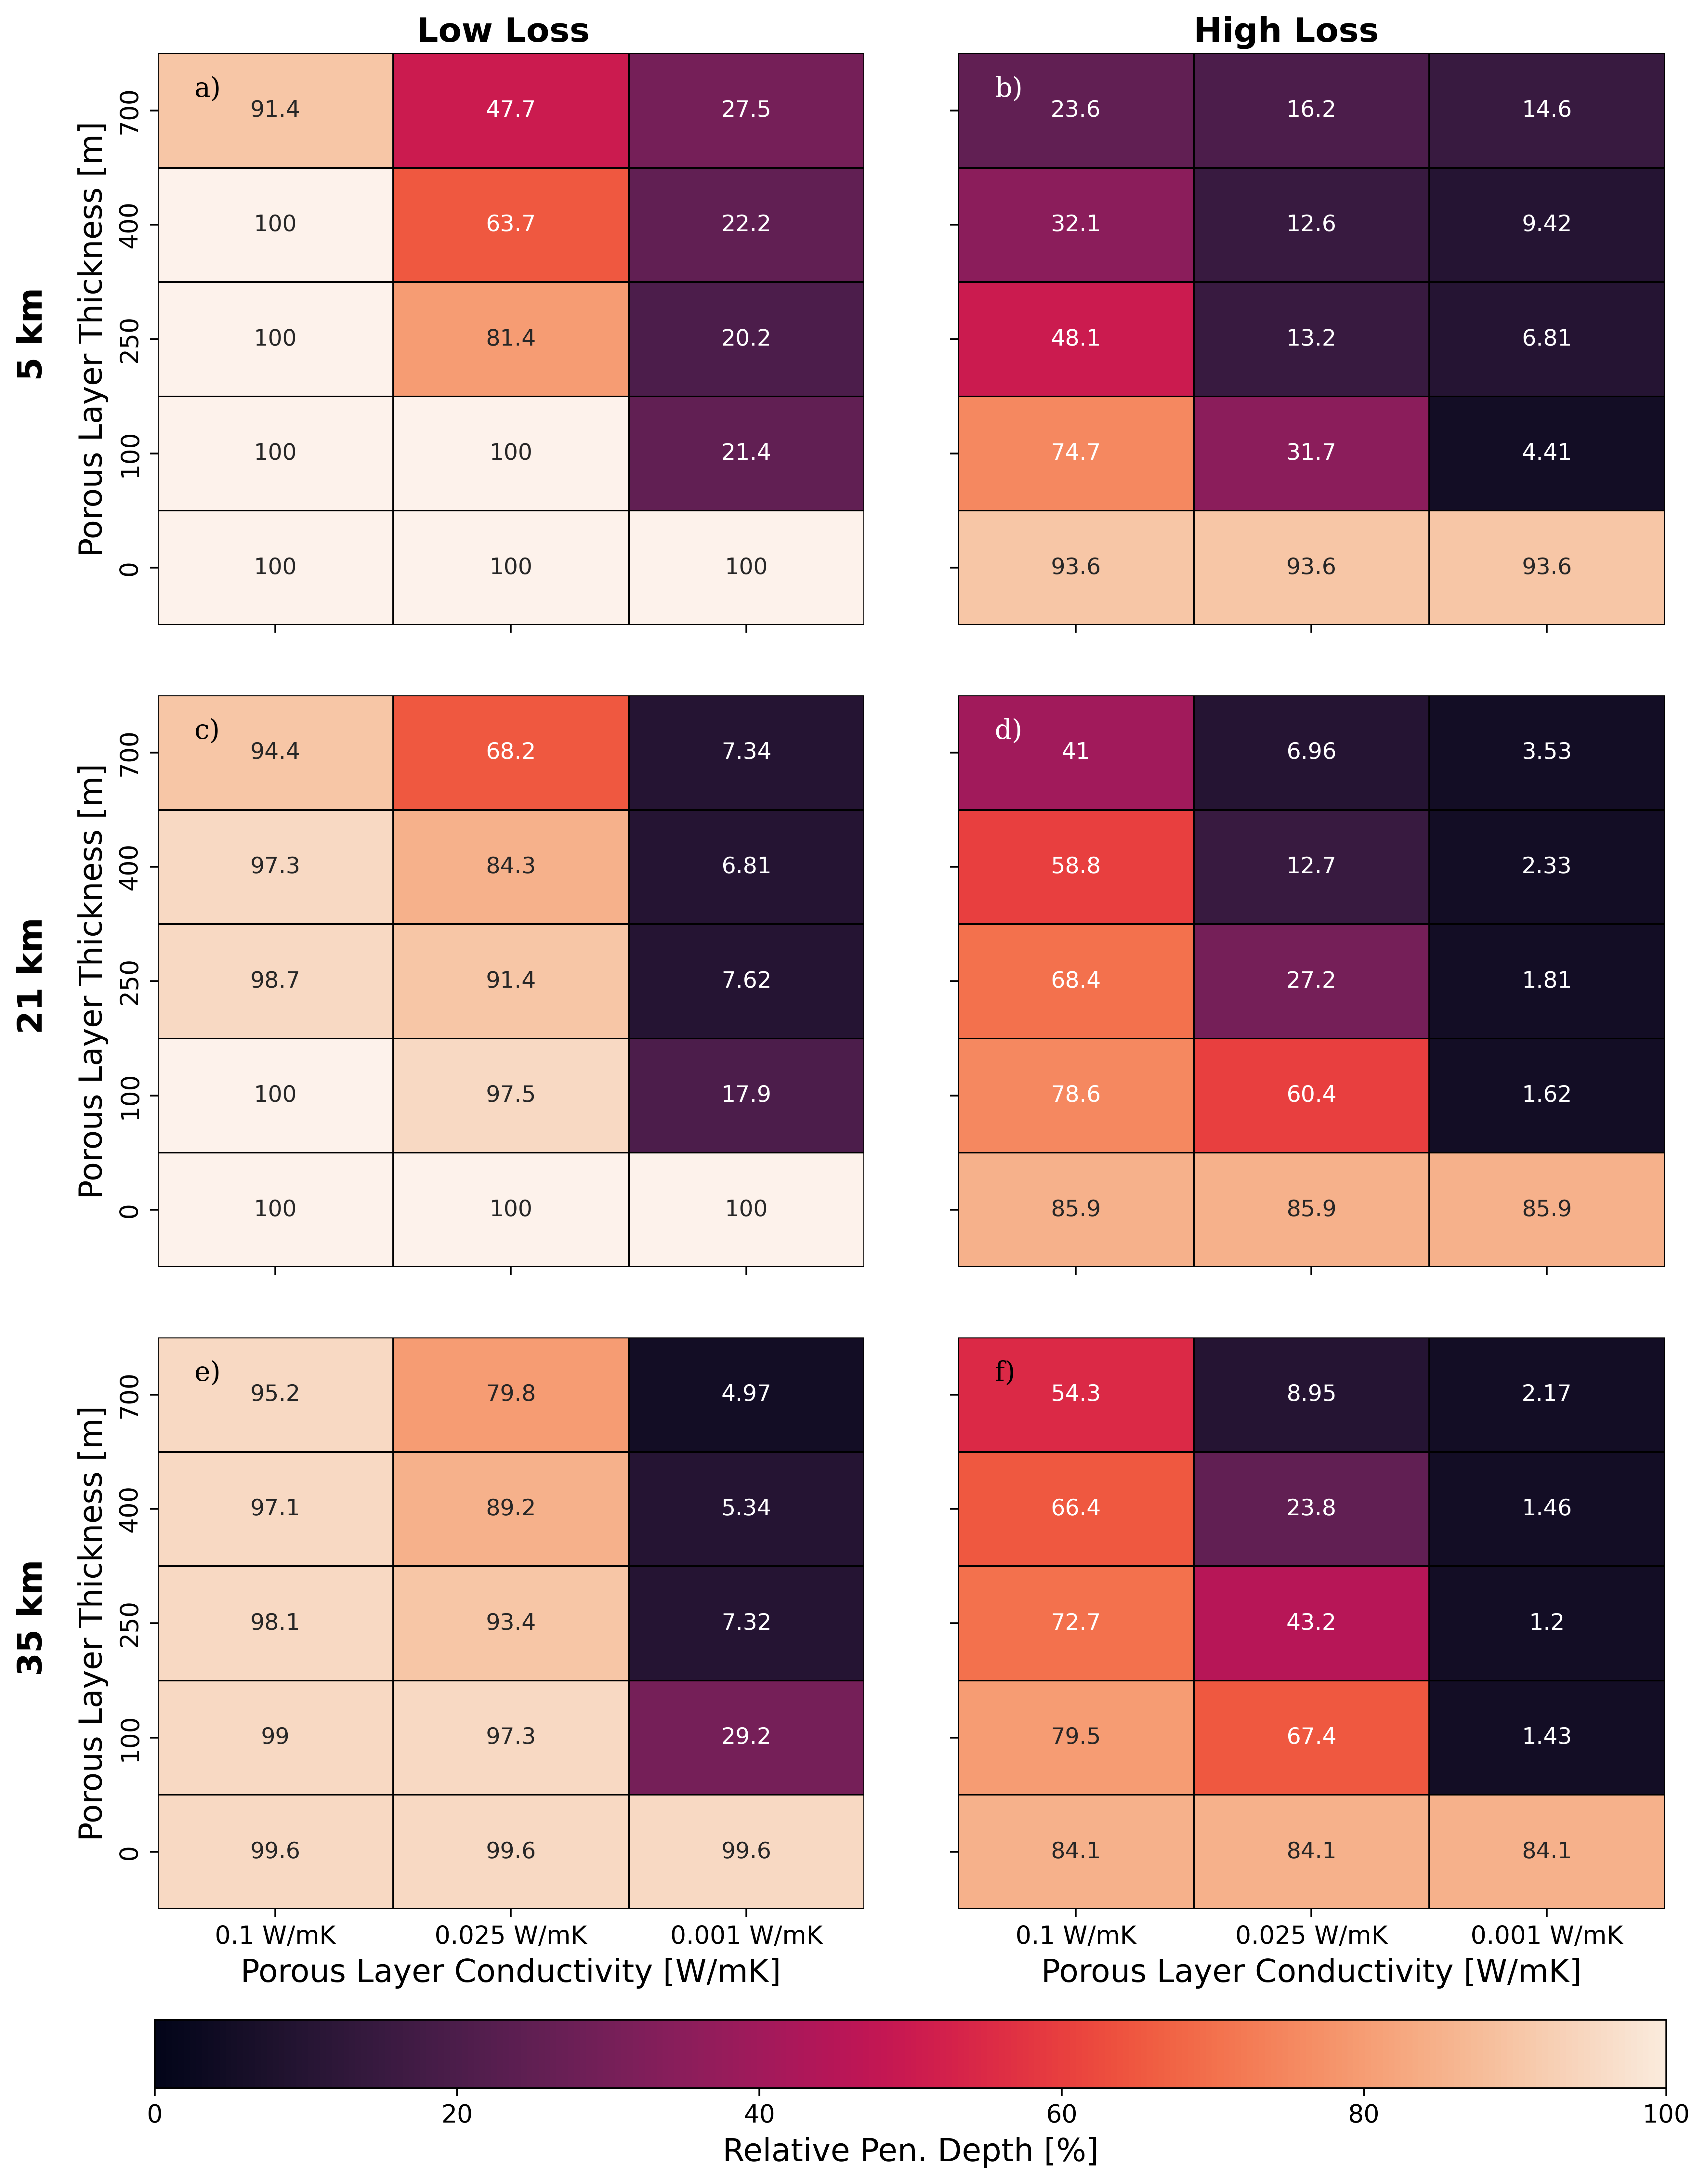 Low Loss High Loss
5 km
Porous Layer Thickness [m]
a)
700 91.4 47.7 27.5
400 100 63.7 22.2
250 100 81.4 20.2
100 100 100 21.4
0 100 100 100
b)
23.6 16.2 14.6
32.1 12.6 9.42
48.1 13.2 6.81
74.7 31.7 4.41
93.6 93.6 93.6
21 km
Porous Layer Thickness [m]
c)
700 94.4 68.2 7.34
400 97.3 84.3 6.81
250 98.7 91.4 7.62
100 100 97.5 17.9
0 100 100 100
d)
41 6.96 3.53
58.8 12.7 2.33
68.4 27.2 1.81
78.6 60.4 1.62
85.9 85.9 85.9
35 km
Porous Layer Thickness [m]
e)
700 95.2 79.8 4.97
400 97.1 89.2 5.34
250 98.1 93.4 7.32
100 99 97.3 29.2
0 99.6 99.6 99.6
0.1 W/mK 0.025 W/mK 0.001 W/mK
Porous Layer Conductivity [W/mK]
f)
54.3 8.95 2.17
66.4 23.8 1.46
72.7 43.2 1.2
79.5 67.4 1.43
84.1 84.1 84.1
0.1 W/mK 0.025 W/mK 0.001 W/mK
Porous Layer Conductivity [W/mK]
0 20 40 60 80 100
Relative Pen. Depth [%]